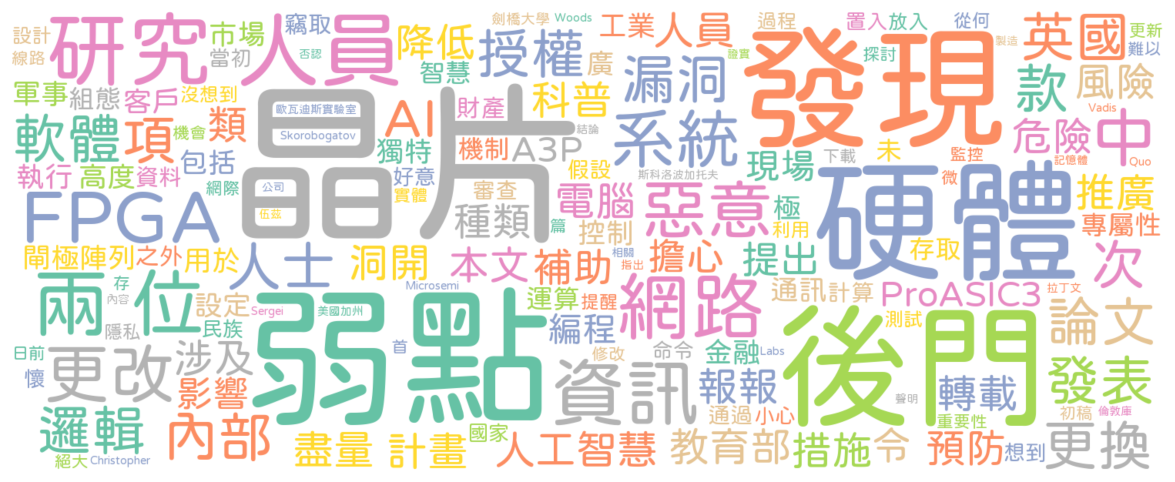 設計
線路
研究
人員
市場
當初
竊取
否認
降低
智慧
授權
劍橋大學
Woods
工業
人員
過程
廣
漏洞
發現
置入
放入
探討
從何
製造
證實
英國
更新
難以
款
風險
軍事
組態
客戶
沒想到
歐瓦迪斯實驗室
Skorobogatov
晶片
AI
財產
科普
結論
系統
軟體
項
機會
類
獨特
機制
A3P
假設
斯科洛波加托夫
現場
下載
未
監控
危險
中
Vadis
記憶體
Quo
執行
高度
資料
包括
網際
公司
伍茲
好意
實體
審查
種類
篇
電腦
控制
惡意
極
利用
微
硬體
存取
推廣
專屬性
FPGA
閘極陣列
之外
用於
人士
洞開
本文
補助
相關
指出
擔心
提出
通訊
計算
ProASIC3
拉丁文
次
兩
位
存
內容
隱私
設定
民族
Sergei
美國加州
弱點
Microsemi
運算
提醒
編程
網路
測試
後門
論文
日前
懷
更改
涉及
影響
首
修改
命令
金融
Labs
資訊
報報
聲明
轉載
發表
初稿
倫敦庫
重要性
邏輯
絕大
Christopher
內部
盡量
計畫
國家
人工
智慧
教育部
通過
小心
措施
令
預防
想到
更換